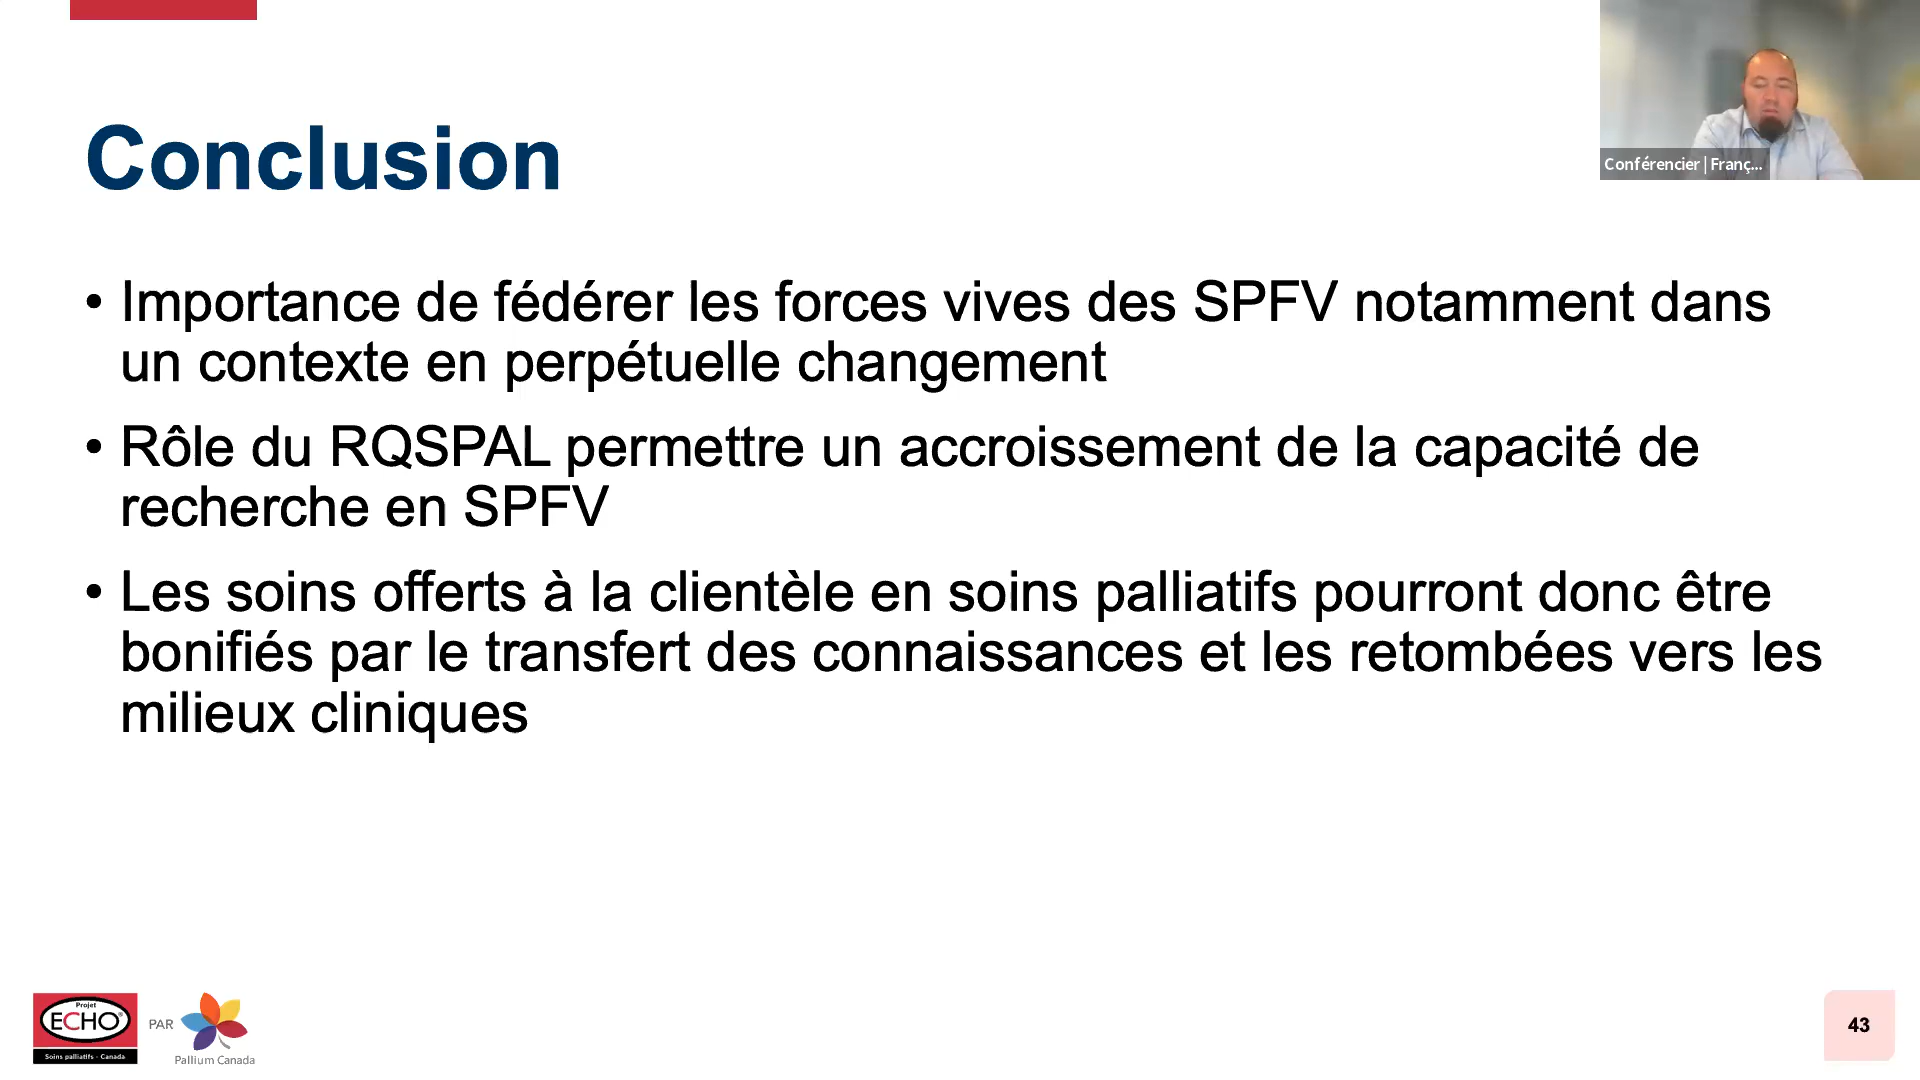 Conférencier | Franç...
Conclusion
• Importance de fédérer les forces vives des SPFV notamment dans
un contexte en perpétuelle changement
• Rôle du RQSPAL permettre un accroissement de la capacité de
recherche en SPFV
• Les soins offerts à la clientèle en soins palliatifs pourront donc être
bonifiés par le transfert des connaissances et les retombées vers les
milieux cliniques
Projet
ECHO®
Soins palliatifs - Canada
PAR
Pallium Canada
43